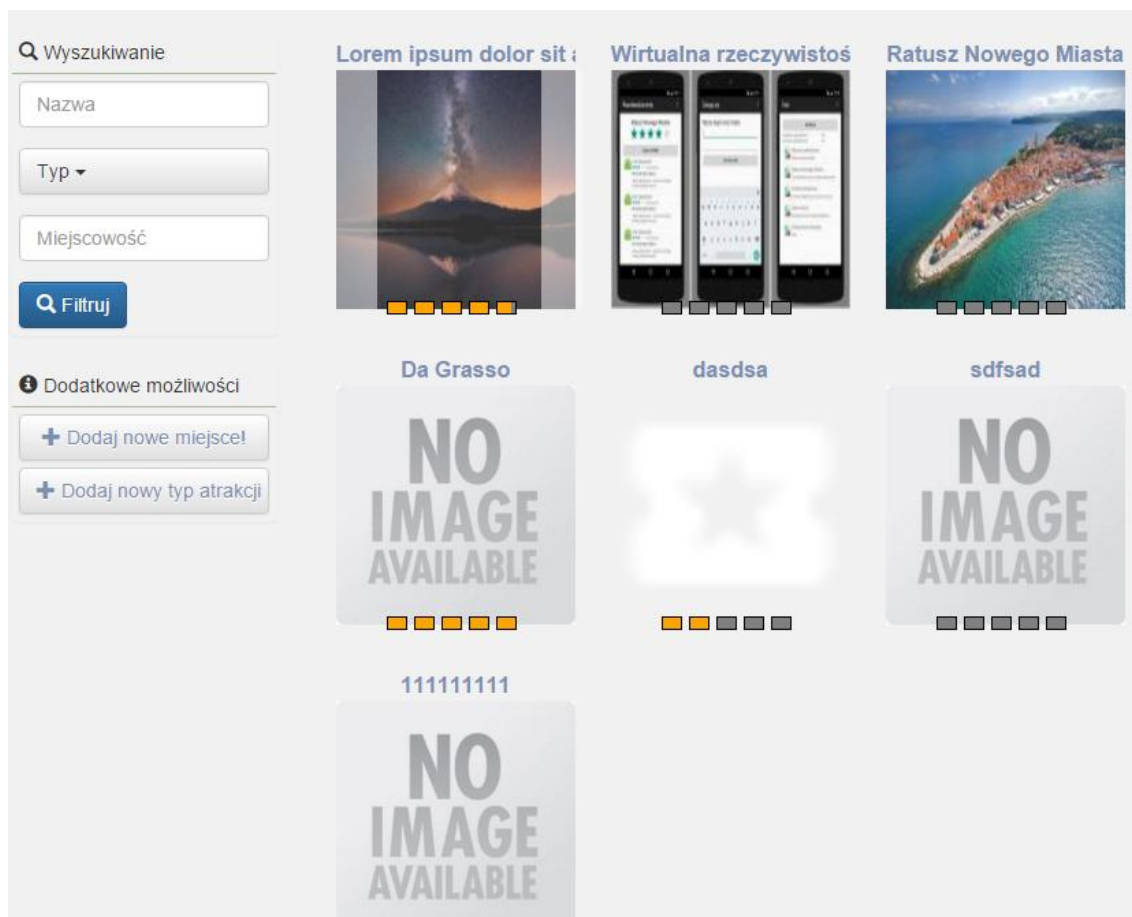 Wyszukiwanie
Nazwa
Typ
Miejscowość
Filtruj
Dodatkowe możliwości
Dodaj nowe miejsce!
Dodaj nowy typ atrakcji
Lorem ipsum dolor sit
Wirtualna rzeczywistoś
Ratusz Nowego Miasta
Da Grasso
dasdsa
sdfsad
NO
IMAGE
AVAILABLE
NO
IMAGE
AVAILABLE
111111111
NO
IMAGE
AVAILABLE